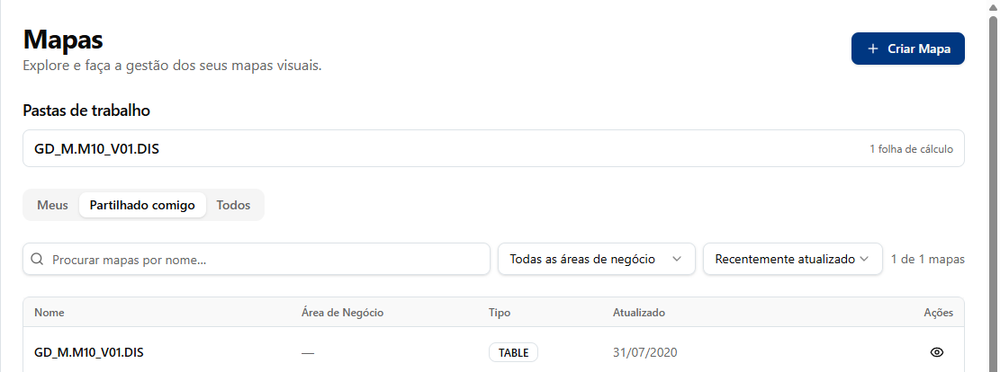 Mapas
Explore e faça a gestão dos seus mapas visuais.
+ Criar Mapa
Pastas de trabalho
GD_M.M10_V01.DIS 1 folha de cálculo
Meus Partilhado comigo Todos
Procurar mapas por nome... Todas as áreas de negócio Recentemente atualizado 1 de 1 mapas
Nome Área de Negócio Tipo Atualizado Ações
GD_M.M10_V01.DIS — TABLE 31/07/2020